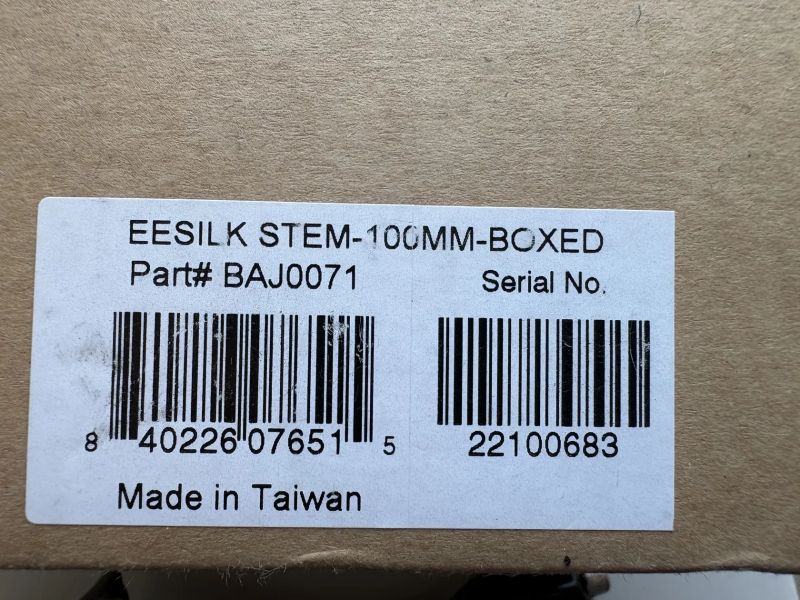 EESILK STEM-100MM-BOXED
Part# BAJ0071
Serial No.
8 40226 07651 5
22100683
Made in Taiwan